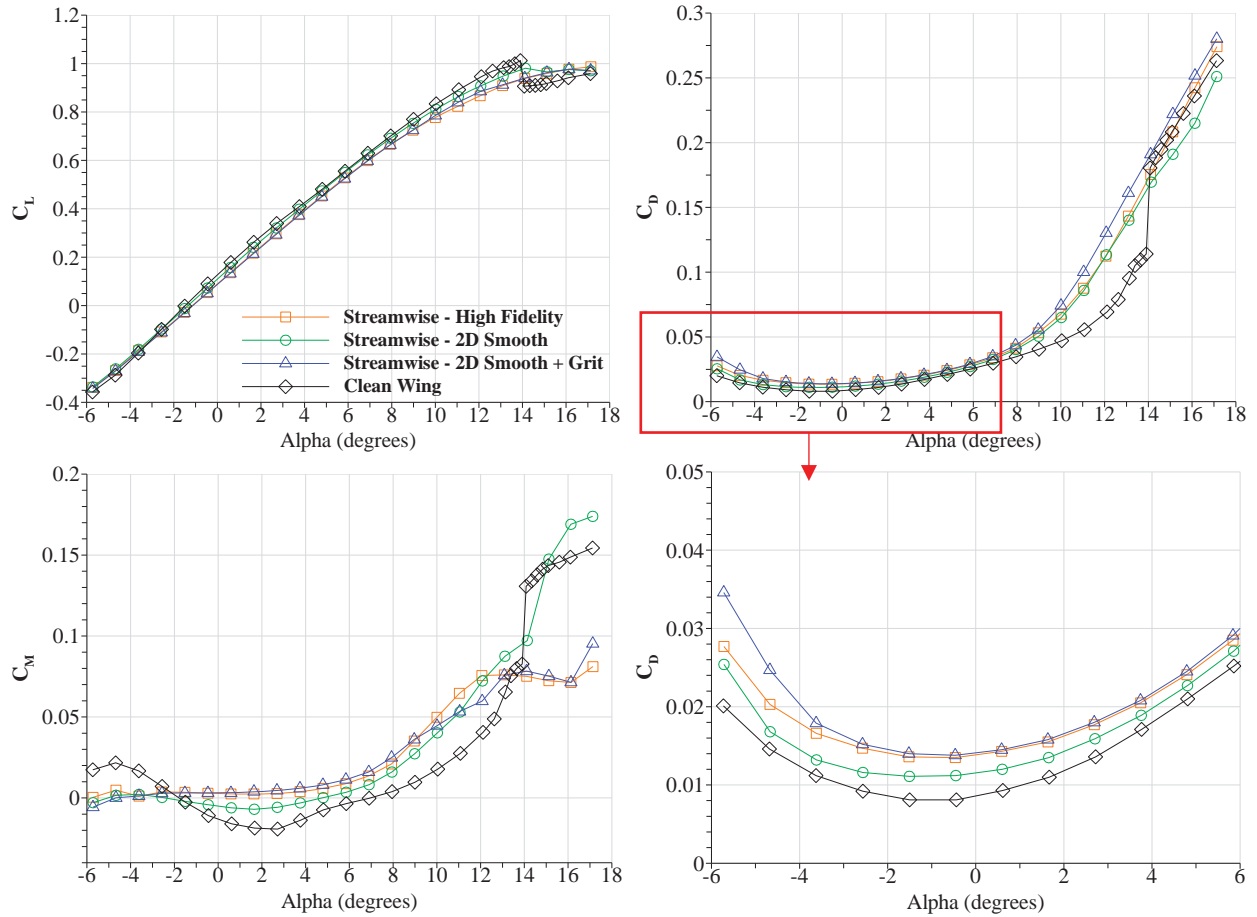 1.2
1
0.8
0.6
0.4
0.2
0
-0.2
-0.4
C_L
-6 -4 -2 0 2 4 6 8 10 12 14 16 18
Alpha (degrees)
Streamwise - High Fidelity
Streamwise - 2D Smooth
Streamwise - 2D Smooth + Grit
Clean Wing
0.3
0.25
0.2
0.15
0.1
0.05
0
C_D
-6 -4 -2 0 2 4 6 8 10 12 14 16 18
Alpha (degrees)
0.2
0.15
0.1
0.05
0
C_M
-6 -4 -2 0 2 4 6 8 10 12 14 16 18
Alpha (degrees)
0.05
0.04
0.03
0.02
0.01
0
C_D
-6 -4 -2 0 2 4 6
Alpha (degrees)